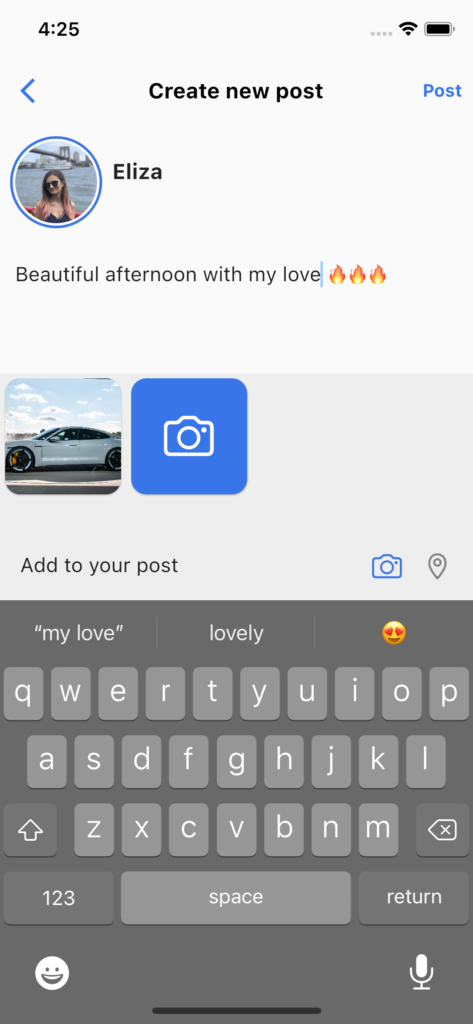 4:25
Create new post Post
Eliza
Beautiful afternoon with my love 🔥🔥🔥
Add to your post
“my love” lovely 😍
q w e r t y u i o p
a s d f g h j k l
z x c v b n m
123 space return